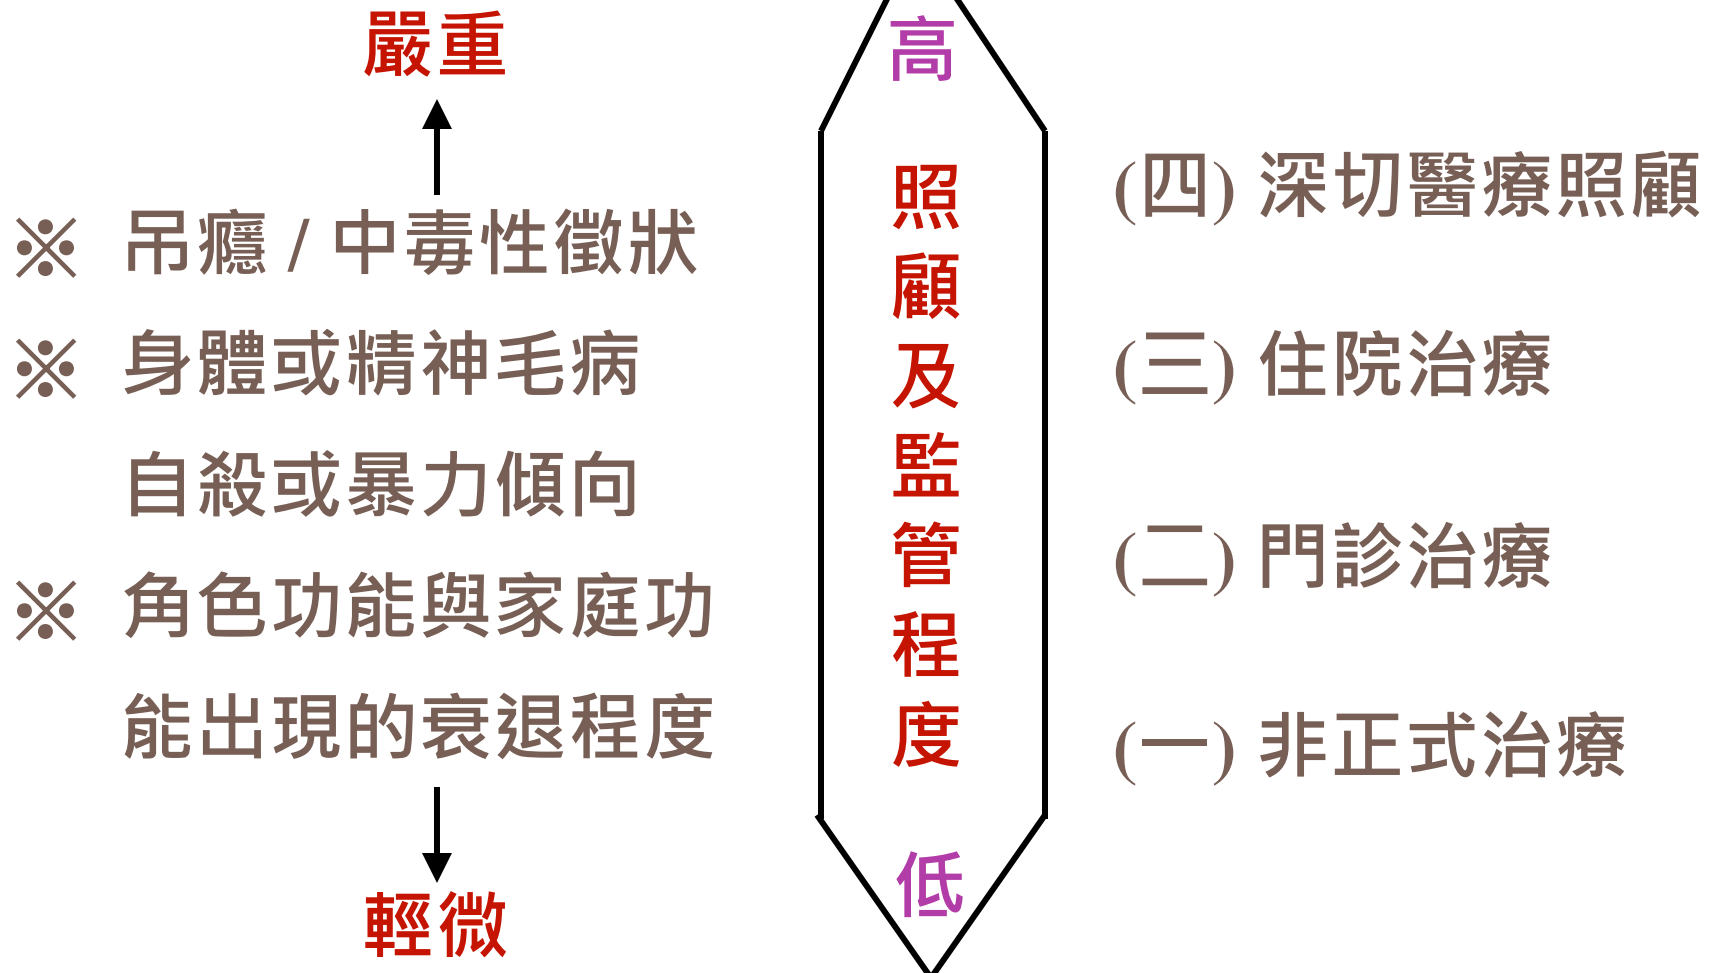 嚴重
※ 吊癮 / 中毒性徵狀
※ 身體或精神毛病
自殺或暴力傾向
※ 角色功能與家庭功
能出現的衰退程度
輕微
高
照
顧
及
監
管
程
度
低
(四) 深切醫療照顧
(三) 住院治療
(二) 門診治療
(一) 非正式治療